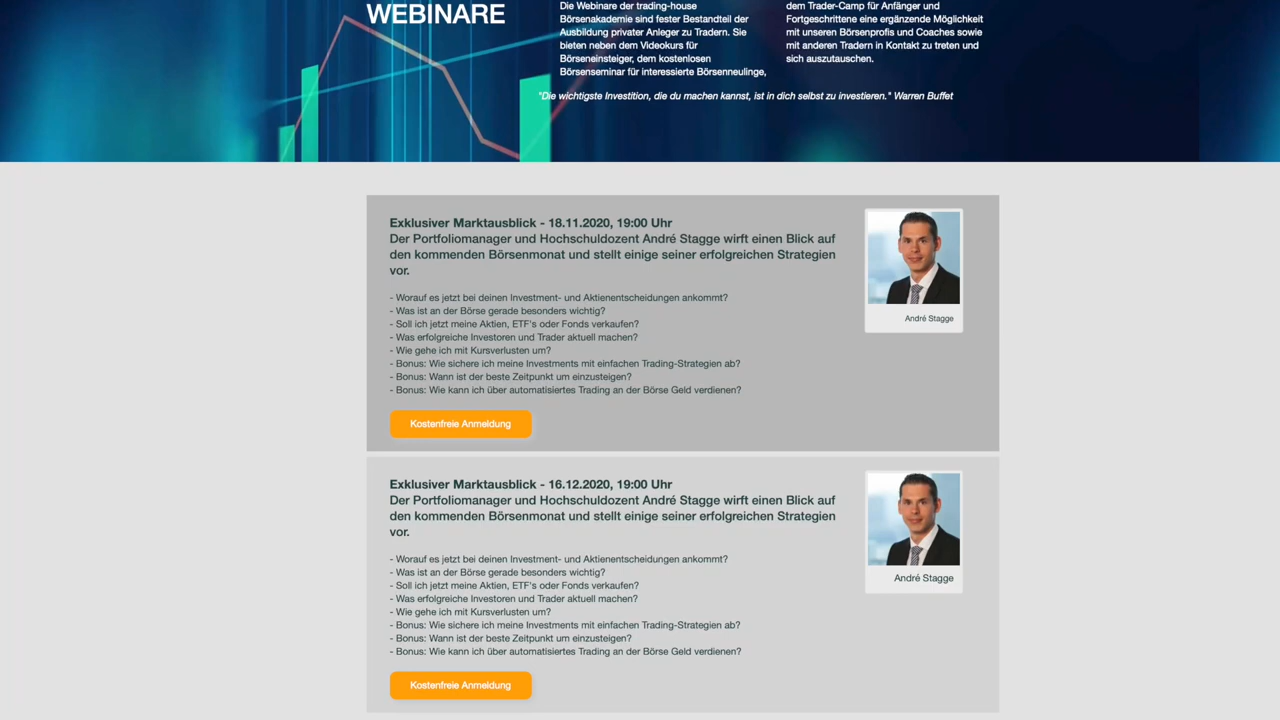 WEBINARE
Die Webinare der trading-house
Börsenakademie sind fester Bestandteil der
Ausbildung privater Anleger zu Tradern. Sie
bieten neben dem Videokurs für
Börseneinsteiger, dem kostenlosen
Börsenseminar für interessierte Börsenneulinge,
dem Trader-Camp für Anfänger und
Fortgeschrittene eine ergänzende Möglichkeit
mit unseren Börsenprofis und Coaches sowie
mit anderen Tradern in Kontakt zu treten und
sich auszutauschen.
"Die wichtigste Investition, die du machen kannst, ist in dich selbst zu investieren." Warren Buffet
Exklusiver Marktausblick - 18.11.2020, 19:00 Uhr
Der Portfoliomanager und Hochschuldozent André Stagge wirft einen Blick auf
den kommenden Börsenmonat und stellt einige seiner erfolgreichen Strategien
vor.
- Worauf es jetzt bei deinen Investment- und Aktienentscheidungen ankommt?
- Was ist an der Börse gerade besonders wichtig?
- Soll ich jetzt meine Aktien, ETF's oder Fonds verkaufen?
- Was erfolgreiche Investoren und Trader aktuell machen?
- Wie gehe ich mit Kursverlusten um?
- Bonus: Wie sichere ich meine Investments mit einfachen Trading-Strategien ab?
- Bonus: Wann ist der beste Zeitpunkt um einzusteigen?
- Bonus: Wie kann ich über automatisiertes Trading an der Börse Geld verdienen?
Kostenfreie Anmeldung
André Stagge
Exklusiver Marktausblick - 16.12.2020, 19:00 Uhr
Der Portfoliomanager und Hochschuldozent André Stagge wirft einen Blick auf
den kommenden Börsenmonat und stellt einige seiner erfolgreichen Strategien
vor.
- Worauf es jetzt bei deinen Investment- und Aktienentscheidungen ankommt?
- Was ist an der Börse gerade besonders wichtig?
- Soll ich jetzt meine Aktien, ETF's oder Fonds verkaufen?
- Was erfolgreiche Investoren und Trader aktuell machen?
- Wie gehe ich mit Kursverlusten um?
- Bonus: Wie sichere ich meine Investments mit einfachen Trading-Strategien ab?
- Bonus: Wann ist der beste Zeitpunkt um einzusteigen?
- Bonus: Wie kann ich über automatisiertes Trading an der Börse Geld verdienen?
Kostenfreie Anmeldung
André Stagge